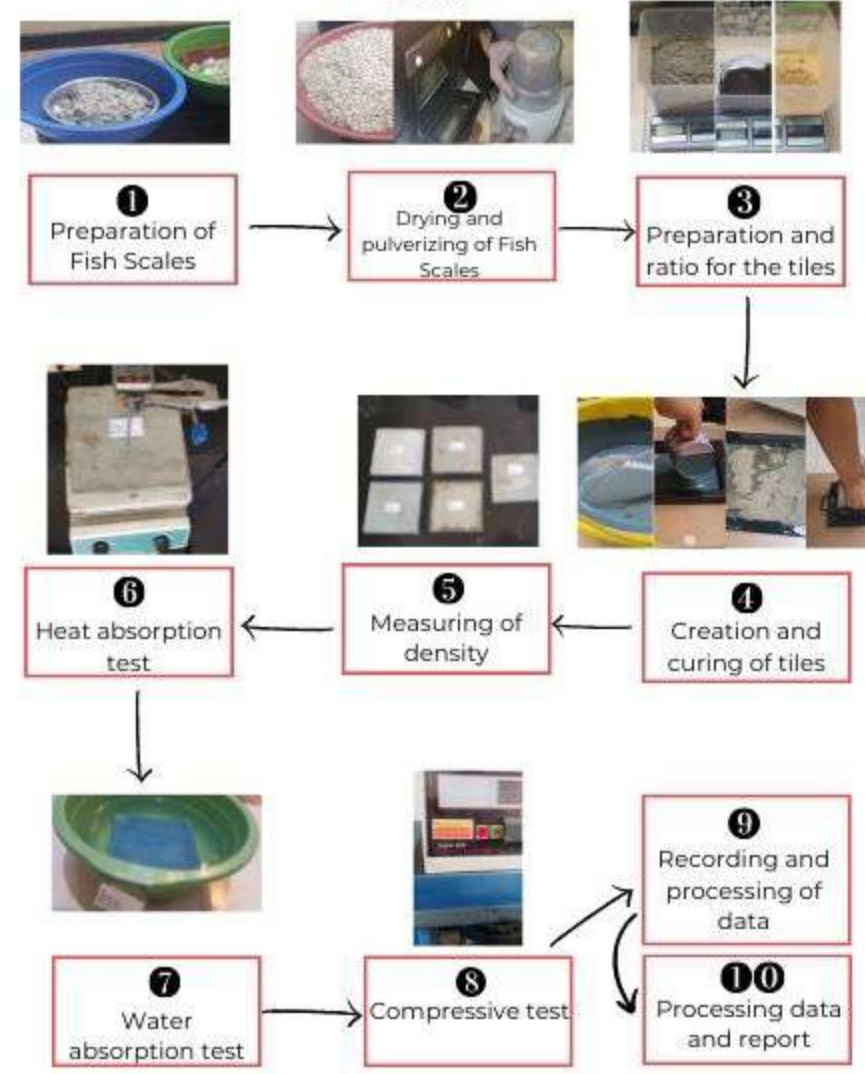 1
Preparation of
Fish Scales
2
Drying and
pulverizing of Fish
Scales
3
Preparation and
ratio for the tiles
4
Creation and
curing of tiles
5
Measuring of
density
6
Heat absorption
test
7
Water
absorption test
8
Compressive test
9
Recording and
processing of
data
10
Processing data
and report